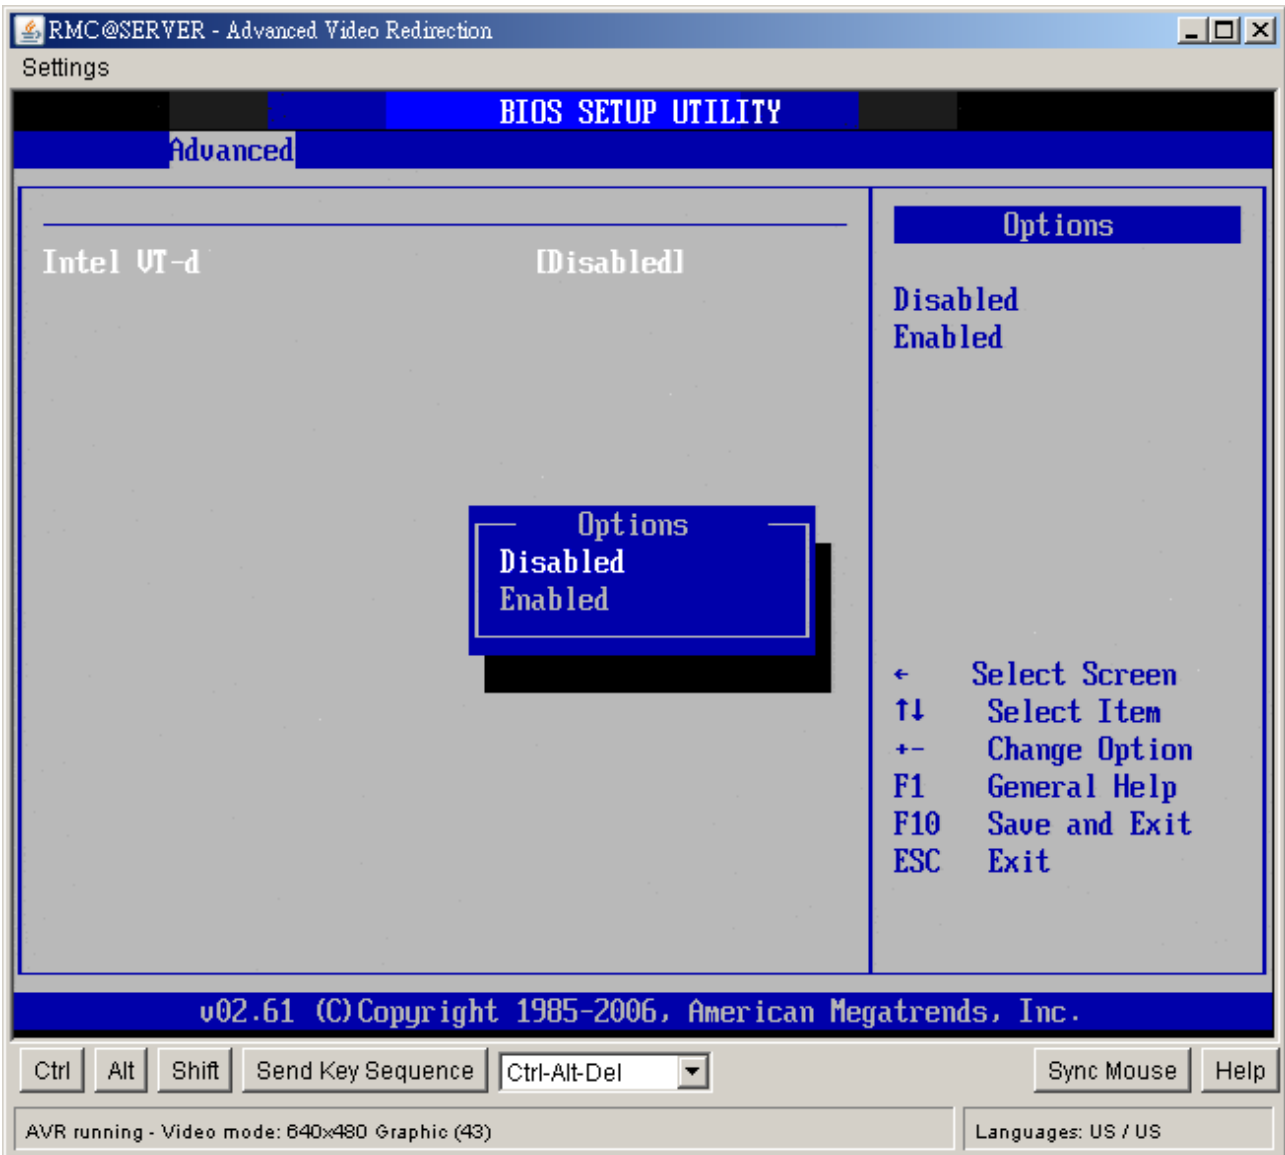 RMC@SERVER - Advanced Video Redirection
Settings
BIOS SETUP UTILITY
Advanced
Intel VT-d [Disabled]
Options
Disabled
Enabled
Options
Disabled
Enabled
← Select Screen
↑↓ Select Item
+- Change Option
F1 General Help
F10 Save and Exit
ESC Exit
v02.61 (C)Copyright 1985-2006, American Megatrends, Inc.
Ctrl Alt Shift Send Key Sequence Ctrl-Alt-Del Sync Mouse Help
AVR running - Video mode: 640x480 Graphic (43) Languages: US / US